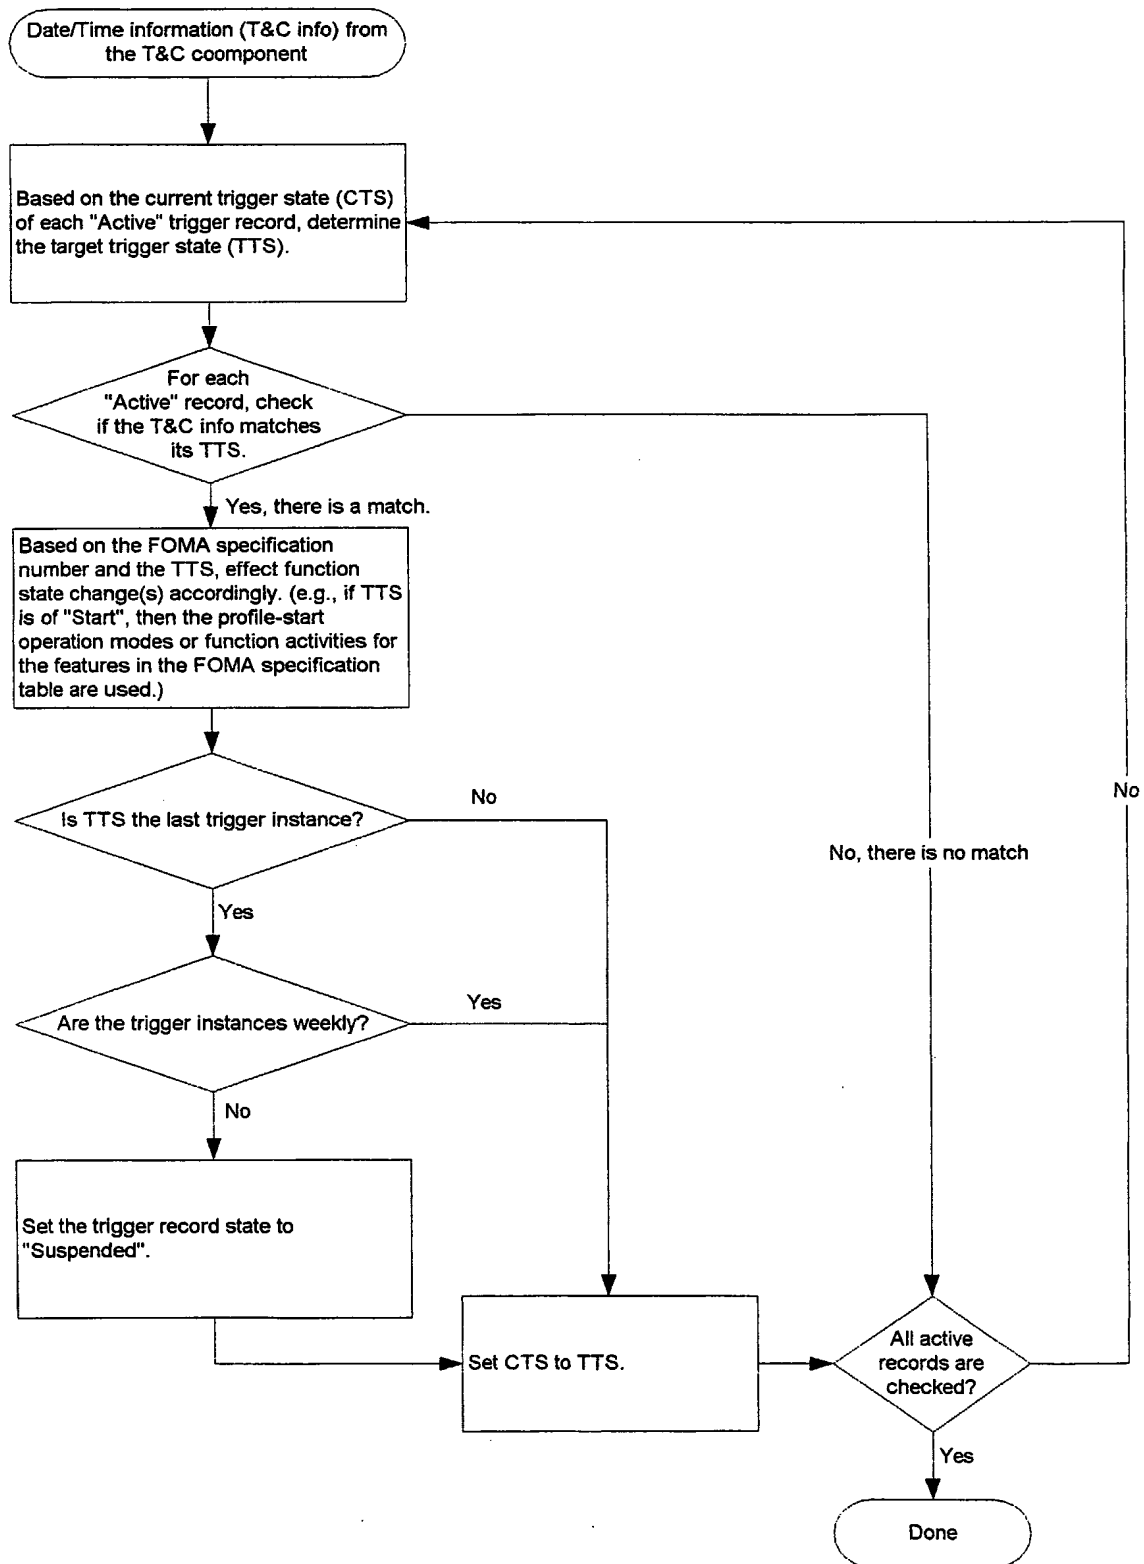 Date/Time information (T&C info) from
the T&C coomponent
Based on the current trigger state (CTS)
of each "Active" trigger record, determine
the target trigger state (TTS).
For each
"Active" record, check
if the T&C info matches
its TTS.
Yes, there is a match.
Based on the FOMA specification
number and the TTS, effect function
state change(s) accordingly. (e.g., if TTS
is of "Start", then the profile-start
operation modes or function activities for
the features in the FOMA specification
table are used.)
Is TTS the last trigger instance?
No
No
No, there is no match
Yes
Are the trigger instances weekly?
Yes
No
Set the trigger record state to
"Suspended".
Set CTS to TTS.
All active
records are
checked?
Yes
Done